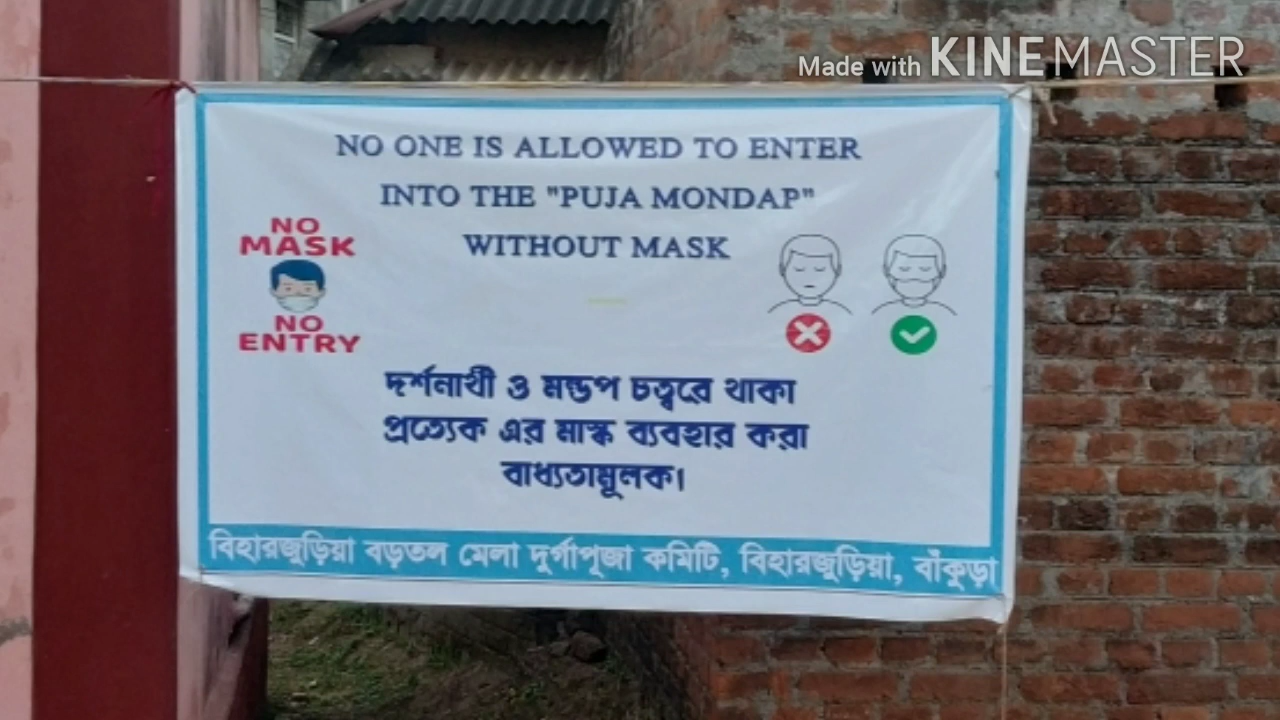 Made with KINEMASTER
NO ONE IS ALLOWED TO ENTER
INTO THE "PUJA MONDAP"
WITHOUT MASK
NO
MASK
NO
ENTRY
দর্শনার্থী ও মন্ডপ চত্বরে থাকা
প্রত্যেক এর মাস্ক ব্যবহার করা
বাধ্যতামূলক।
বিহারজুড়িয়া বড়তল মেলা দুর্গাপূজা কমিটি, বিহারজুড়িয়া, বাঁকুড়া